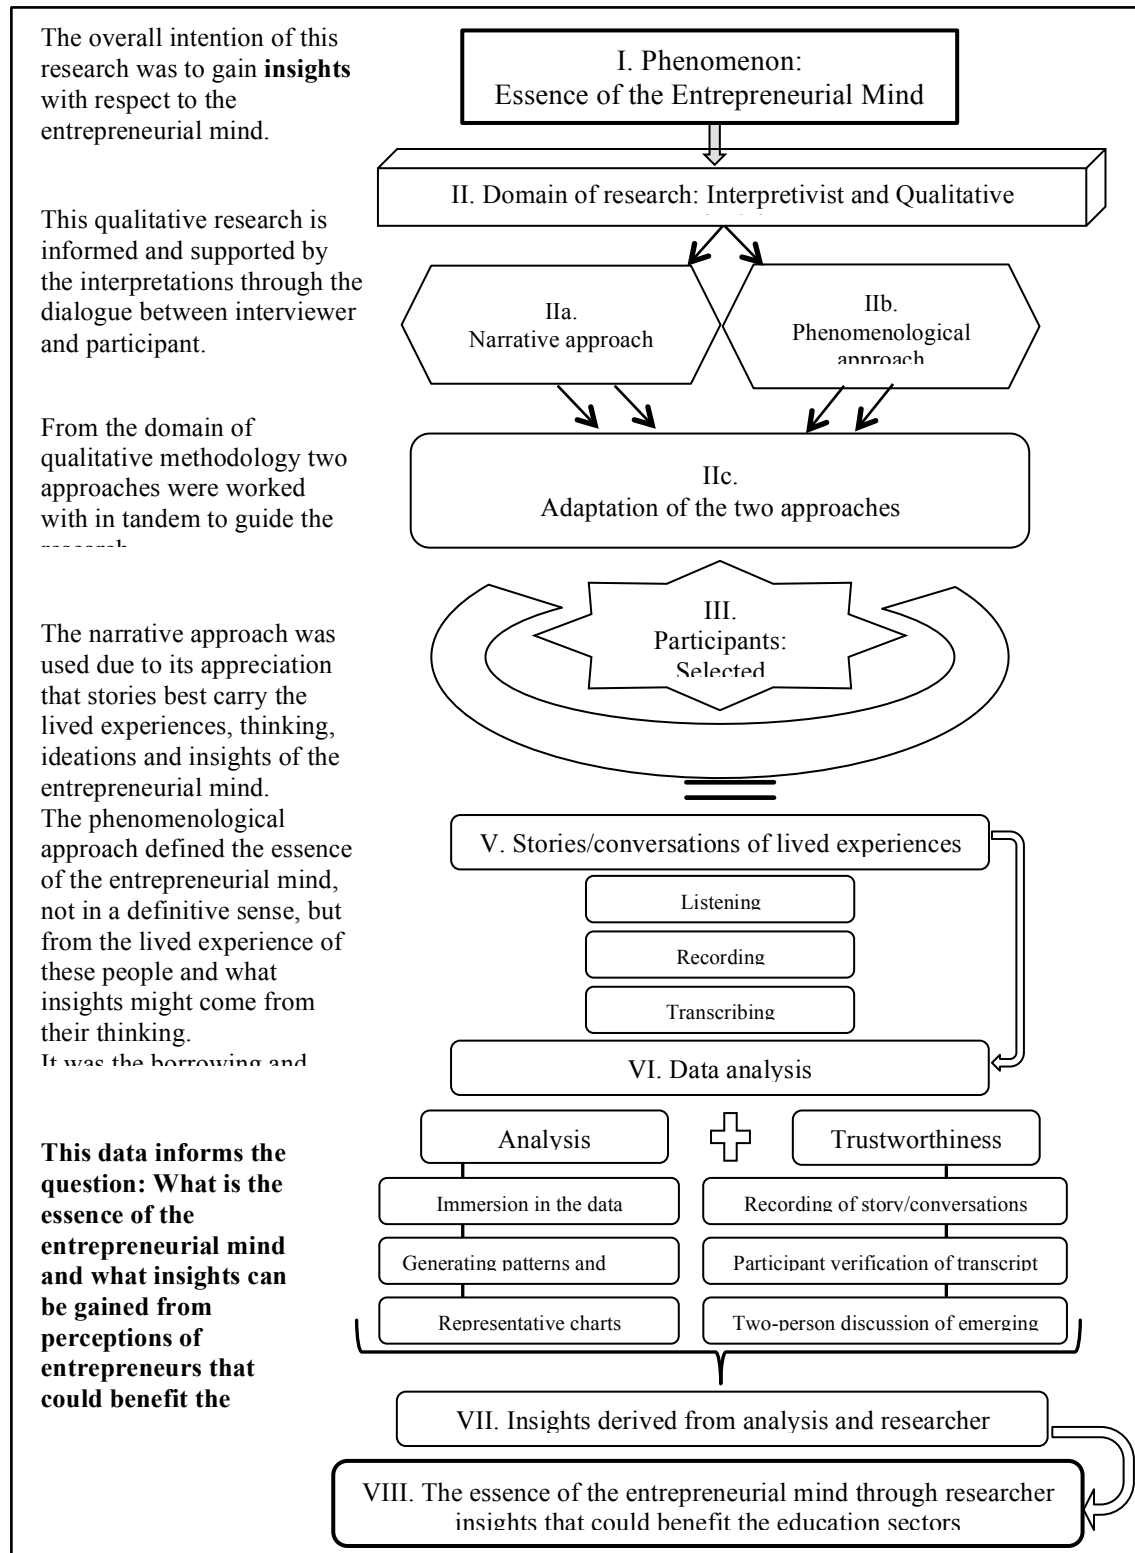 The overall intention of this
research was to gain insights
with respect to the
entrepreneurial mind.
This qualitative research is
informed and supported by
the interpretations through the
dialogue between interviewer
and participant.
From the domain of
qualitative methodology two
approaches were worked
with in tandem to guide the
research
The narrative approach was
used due to its appreciation
that stories best carry the
lived experiences, thinking,
ideations and insights of the
entrepreneurial mind.
The phenomenological
approach defined the essence
of the entrepreneurial mind,
not in a definitive sense, but
from the lived experience of
these people and what
insights might come from
their thinking.
It was the borrowing and
This data informs the
question: What is the
essence of the
entrepreneurial mind
and what insights can
be gained from
perceptions of
entrepreneurs that
could benefit the
I. Phenomenon:
Essence of the Entrepreneurial Mind
II. Domain of research: Interpretivist and Qualitative
IIa.
Narrative approach
IIb.
Phenomenological
approach
IIc.
Adaptation of the two approaches
III.
Participants:
Selected
V. Stories/conversations of lived experiences
Listening
Recording
Transcribing
VI. Data analysis
Analysis
Trustworthiness
Immersion in the data
Recording of story/conversations
Generating patterns and
Participant verification of transcript
Representative charts
Two-person discussion of emerging
VII. Insights derived from analysis and researcher
VIII. The essence of the entrepreneurial mind through researcher
insights that could benefit the education sectors